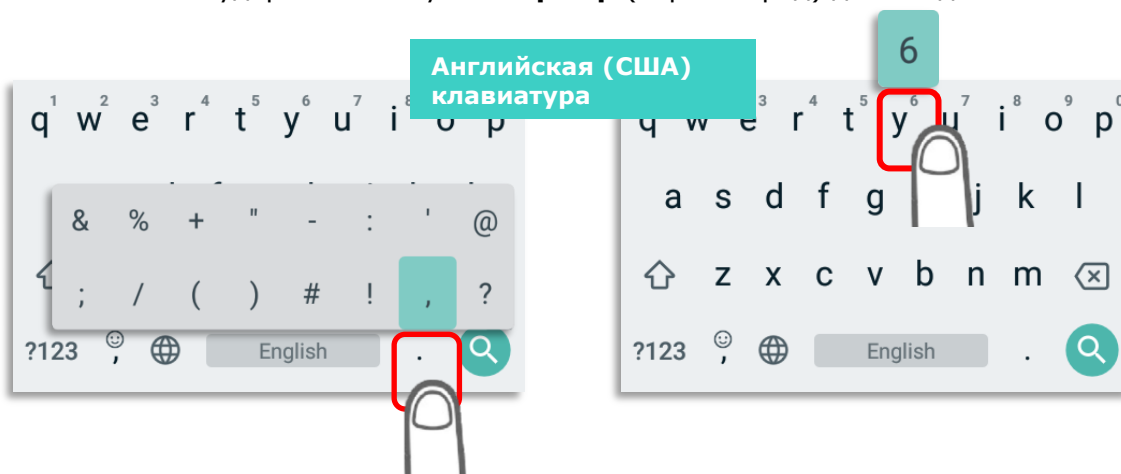 Английская (США)
клавиатура
6
q 1 w 2 e 3 r 4 t 5 y 6 u 7 i 8 o p
& % + " - : ' @
; / ( ) # ! , ?
?123 , English .
q w e 3 r 4 t 5 y 6 u 7 i 8 o 9 p 0
a s d f g j k l
z x c v b n m
?123 , English .